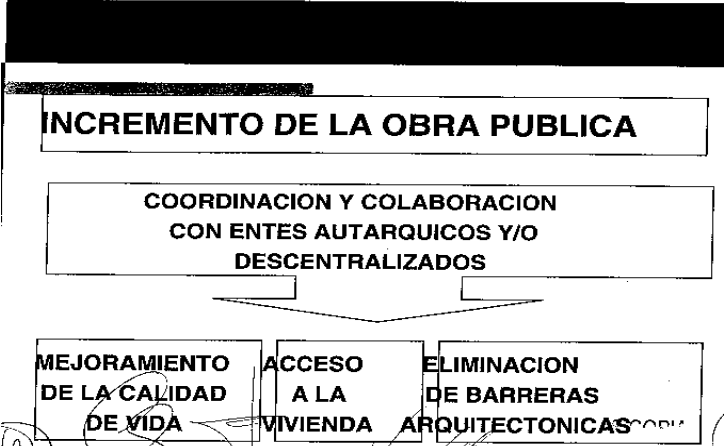 INCREMENTO DE LA OBRA PUBLICA
COORDINACION Y COLABORACION
CON ENTES AUTARQUICOS Y/O
DESCENTRALIZADOS
MEJORAMIENTO
DE LA CALIDAD
DE VIDA
ACCESO
A LA
VIVIENDA
ELIMINACION
DE BARRERAS
ARQUITECTONICAS